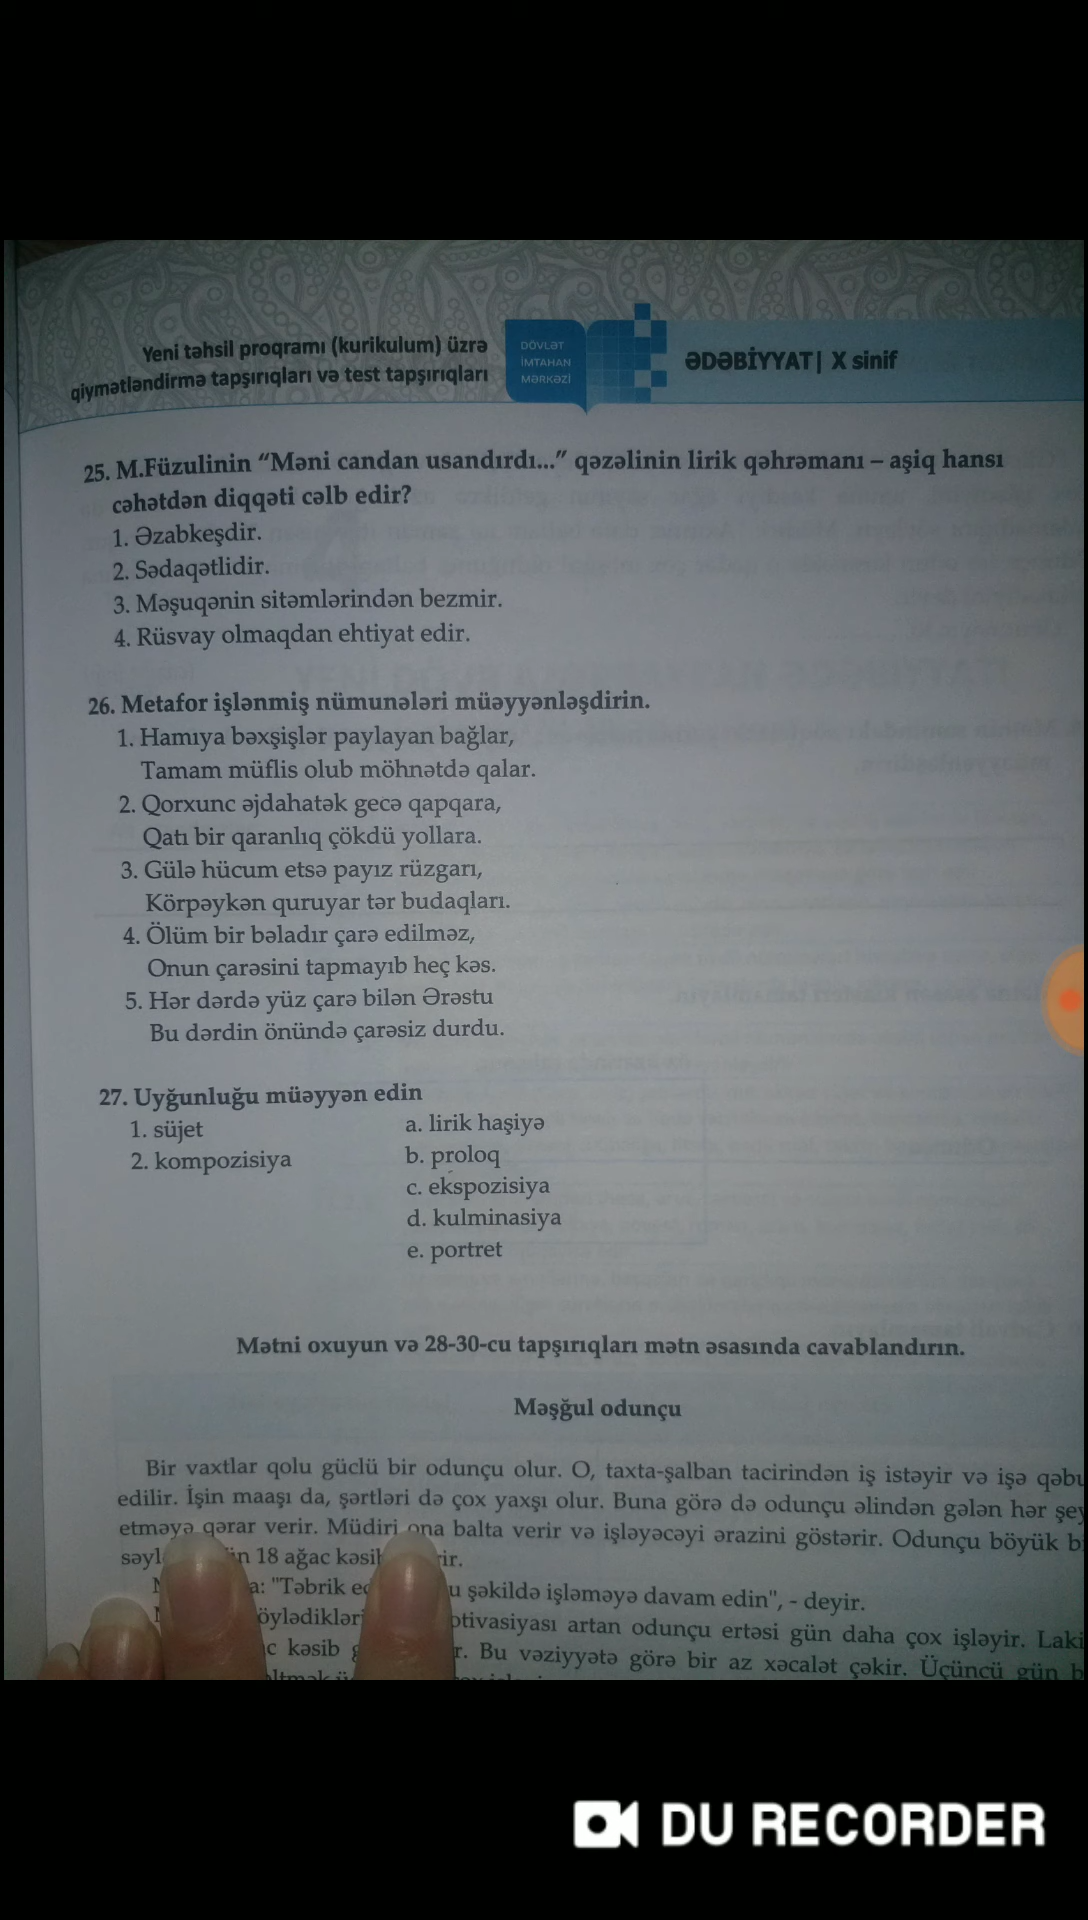 Yeni təhsil proqramı (kurikulum) üzrə
qiymətləndirmə tapşırıqları və test tapşırıqları
DÖVLƏT
İMTAHAN
MƏRKƏZİ
ƏDƏBİYYAT| X sinif
25. M.Füzulinin “Məni candan usandırdı...” qəzəlinin lirik qəhrəmanı – aşiq hansı
cəhətdən diqqəti cəlb edir?
1. Əzabkeşdir.
2. Sədaqətlidir.
3. Məşuqənin sitəmlərindən bezmir.
4. Rüsvay olmaqdan ehtiyat edir.
26. Metafor işlənmiş nümunələri müəyyənləşdirin.
1. Hamıya bəxşişlər paylayan bağlar,
Tamam müflis olub möhnətdə qalar.
2. Qorxunc əjdahatək gecə qapqara,
Qatı bir qaranlıq çökdü yollara.
3. Gülə hücum etsə payız rüzgarı,
Körpəykən quruyar tər budaqları.
4. Ölüm bir bəladır çarə edilməz,
Onun çarəsini tapmayıb heç kəs.
5. Hər dərdə yüz çarə bilən Ərəstu
Bu dərdin önündə çarəsiz durdu.
27. Uyğunluğu müəyyən edin
1. süjet
2. kompozisiya
a. lirik haşiyə
b. proloq
c. ekspozisiya
d. kulminasiya
e. portret
Mətni oxuyun və 28-30-cu tapşırıqları mətn əsasında cavablandırın.
Məşğul odunçu
Bir vaxtlar qolu güclü bir odunçu olur. O, taxta-şalban tacirindən iş istəyir və işə
edilir. İşin maaşı da, şərtləri də çox yaxşı olur. Buna görə də odunçu əlindən gələn hər
etməyə qərar verir. Müdiri ona balta verir və işləyəcəyi ərazini göstərir. Odunçu böyük
18 ağac
"Təbrik şəkildə işləməyə davam edin", - deyir.
artan odunçu ertəsi gün daha çox işləyir.
kəsib Bu vəziyyətə görə bir az xəcalət çəkir. Üçüncü gün
DU RECORDER